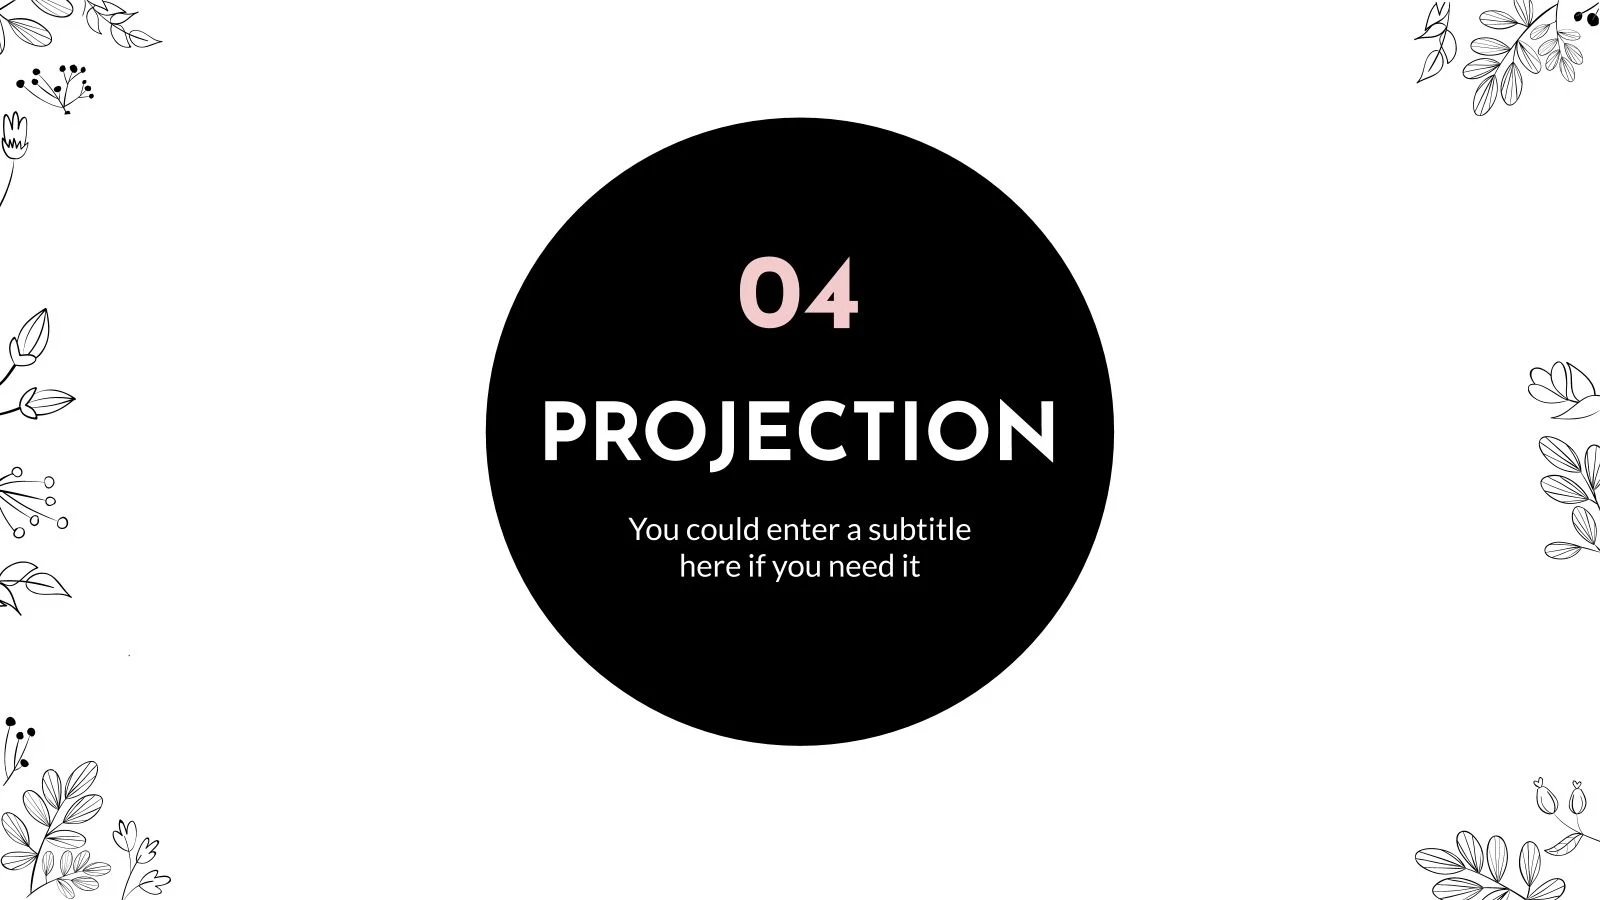 04
PROJECTION
You could enter a subtitle
here if you need it